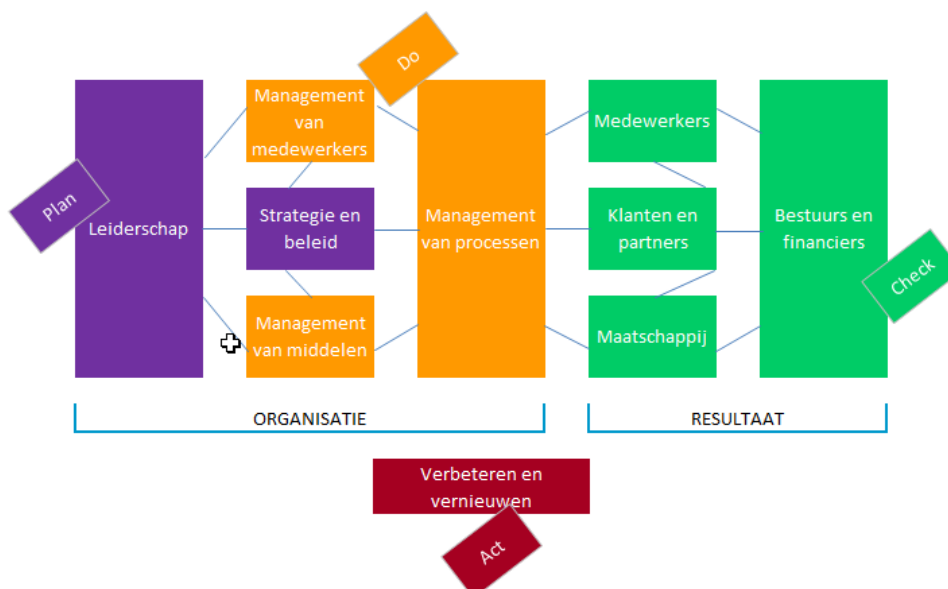 Do
Plan
Leiderschap
Management
van
medewerkers
Strategie en
beleid
Management
van middelen
Management
van processen
Medewerkers
Klanten en
partners
Maatschappij
Bestuurs en
financiers
Check
ORGANISATIE
RESULTAAT
Verbeteren en
vernieuwen
Act